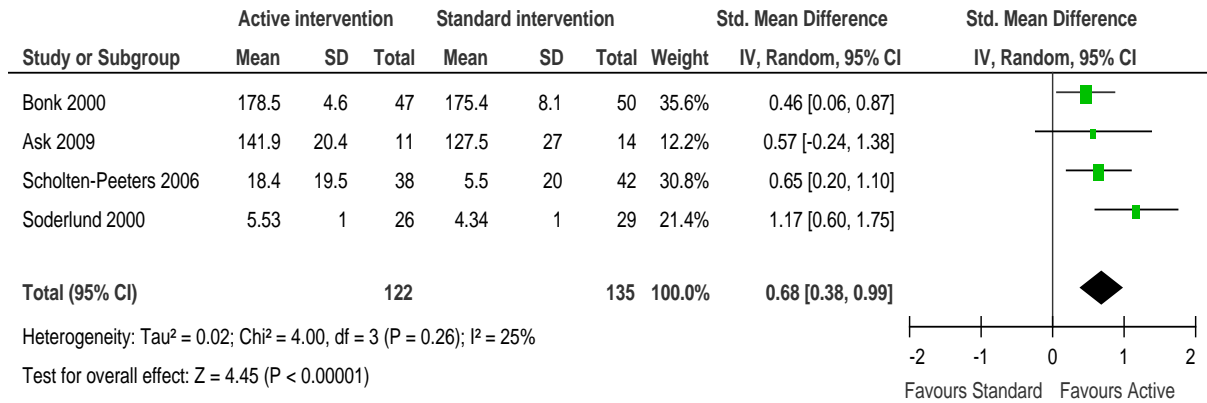 Active intervention Standard intervention Std. Mean Difference Std. Mean Difference
Study or Subgroup Mean SD Total Mean SD Total Weight IV, Random, 95% CI IV, Random, 95% CI
Bonk 2000 178.5 4.6 47 175.4 8.1 50 35.6% 0.46 [0.06, 0.87]
Ask 2009 141.9 20.4 11 127.5 27 14 12.2% 0.57 [-0.24, 1.38]
Scholten-Peeters 2006 18.4 19.5 38 5.5 20 42 30.8% 0.65 [0.20, 1.10]
Soderlund 2000 5.53 1 26 4.34 1 29 21.4% 1.17 [0.60, 1.75]
Total (95% CI) 122 135 100.0% 0.68 [0.38, 0.99]
Heterogeneity: Tau² = 0.02; Chi² = 4.00, df = 3 (P = 0.26); I² = 25%
Test for overall effect: Z = 4.45 (P < 0.00001)
-2 -1 0 1 2
Favours Standard Favours Active